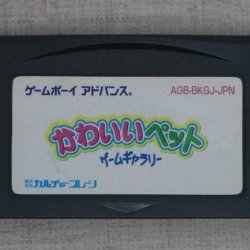 ゲームボーイ アドバンス
AGB-BKGJ-JPN
かわいいペット
ゲームギャラリー
株式会社 カルチャーブレーン